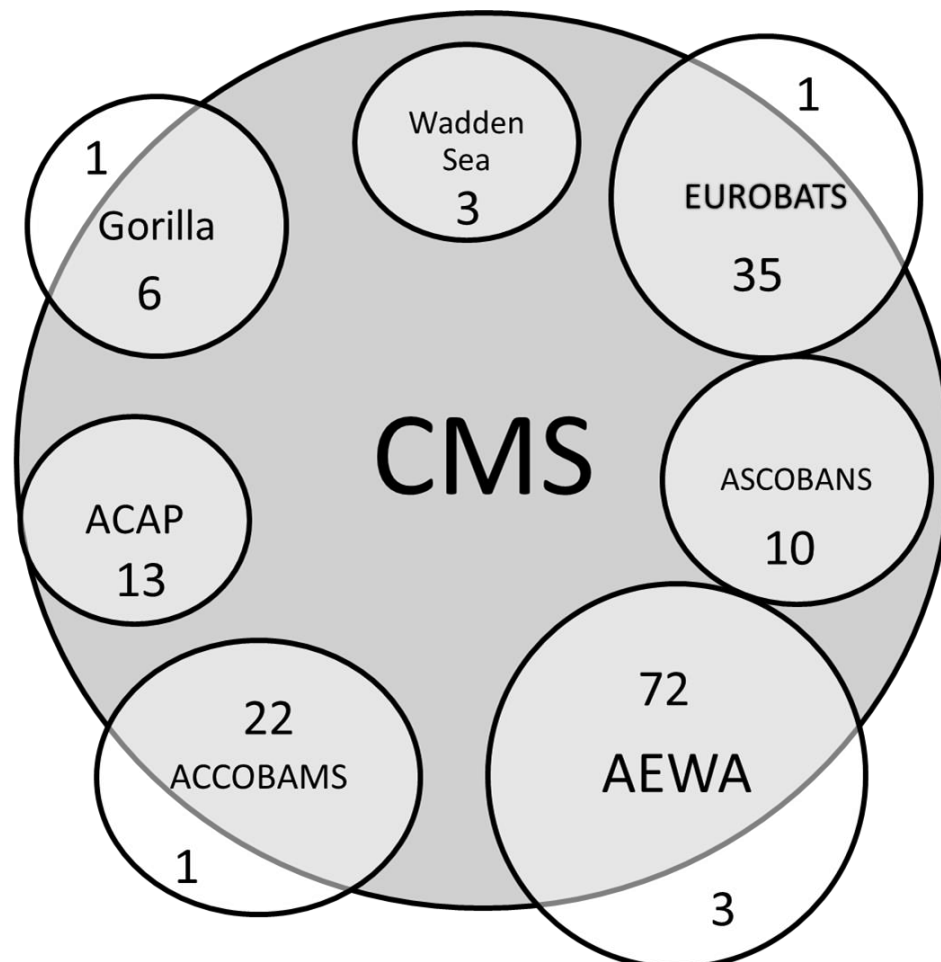 Wadden
Sea
3
1
EUROBATS
35
1
Gorilla
6
CMS
ASCOBANS
10
ACAP
13
22
ACCOBAMS
1
72
AEWA
3